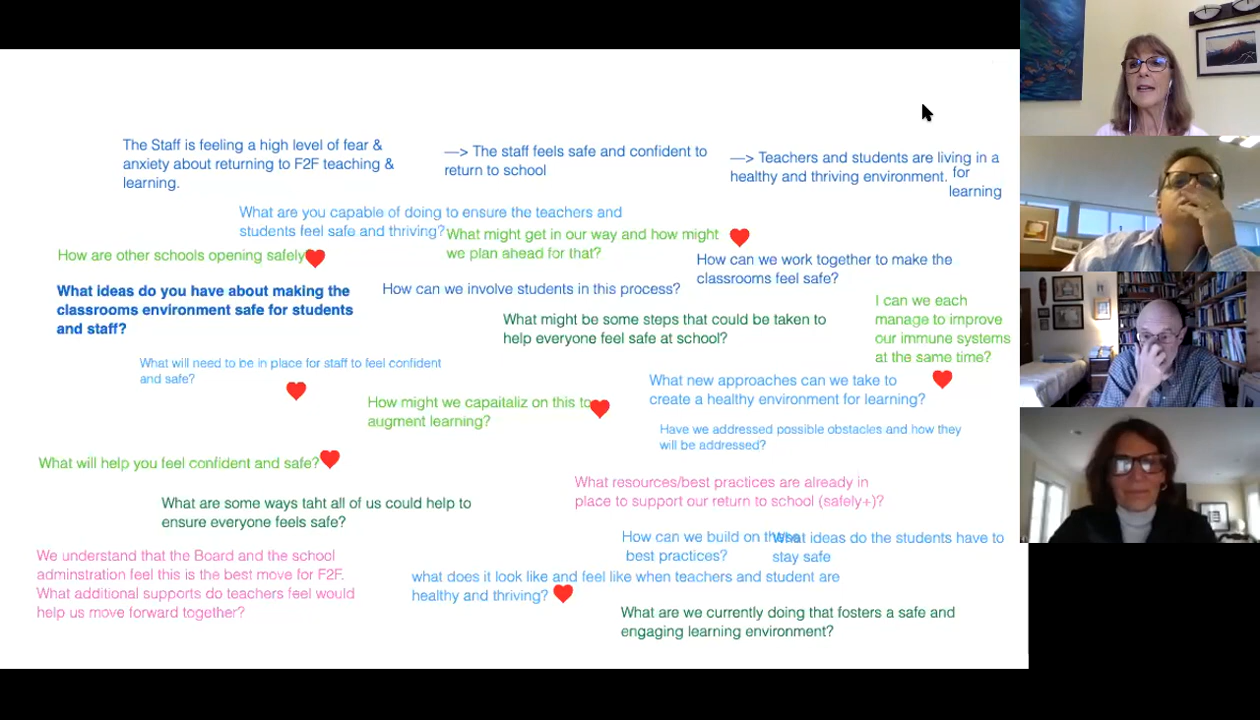 The Staff is feeling a high level of fear &
anxiety about returning to F2F teaching &
learning.
—> The staff feels safe and confident to
return to school
—> Teachers and students are living in a
healthy and thriving environment.
for
learning
What are you capable of doing to ensure the teachers and
students feel safe and thriving?
What might get in our way and how might
we plan ahead for that?
How are other schools opening safely
How can we work together to make the
classrooms feel safe?
What ideas do you have about making the
classrooms environment safe for students
and staff?
How can we involve students in this process?
I can we each
manage to improve
our immune systems
at the same time?
What might be some steps that could be taken to
help everyone feel safe at school?
What will need to be in place for staff to feel confident
and safe?
What new approaches can we take to
create a healthy environment for learning?
How might we capaitaliz on this to
augment learning?
Have we addressed possible obstacles and how they
will be addressed?
What will help you feel confident and safe?
What resources/best practices are already in
place to support our return to school (safely+)?
What are some ways taht all of us could help to
ensure everyone feels safe?
How can we build on these
best practices?
What ideas do the students have to
stay safe
We understand that the Board and the school
adminstration feel this is the best move for F2F.
What additional supports do teachers feel would
help us move forward together?
what does it look like and feel like when teachers and student are
healthy and thriving?
What are we currently doing that fosters a safe and
engaging learning environment?